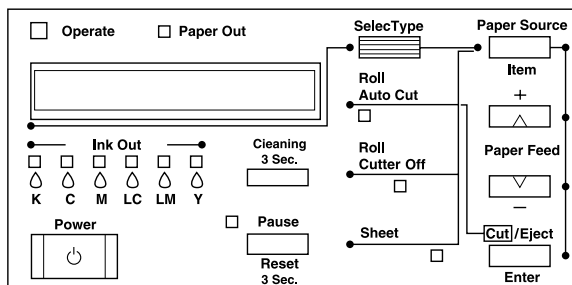 Operate
Paper Out
SelecType
Paper Source
Item
Roll
Auto Cut
+
Ink Out
K C M LC LM Y
Cleaning
3 Sec.
Roll
Cutter Off
Paper Feed
−
Power
Pause
Reset
3 Sec.
Sheet
Cut/Eject
Enter